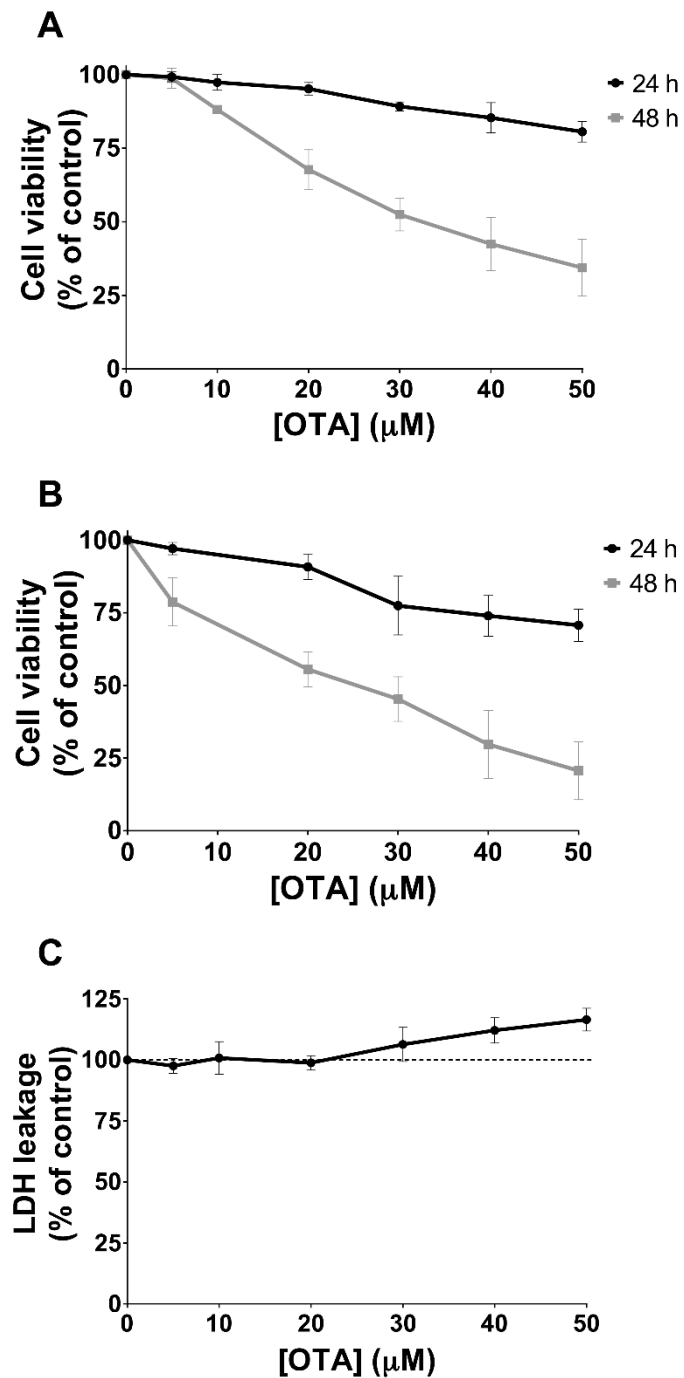 A
100
75
50
25
0
Cell viability
(% of control)
0 10 20 30 40 50
[OTA] (μM)
24 h
48 h
B
100
75
50
25
0
Cell viability
(% of control)
0 10 20 30 40 50
[OTA] (μM)
24 h
48 h
C
125
100
75
50
25
0
LDH leakage
(% of control)
0 10 20 30 40 50
[OTA] (μM)